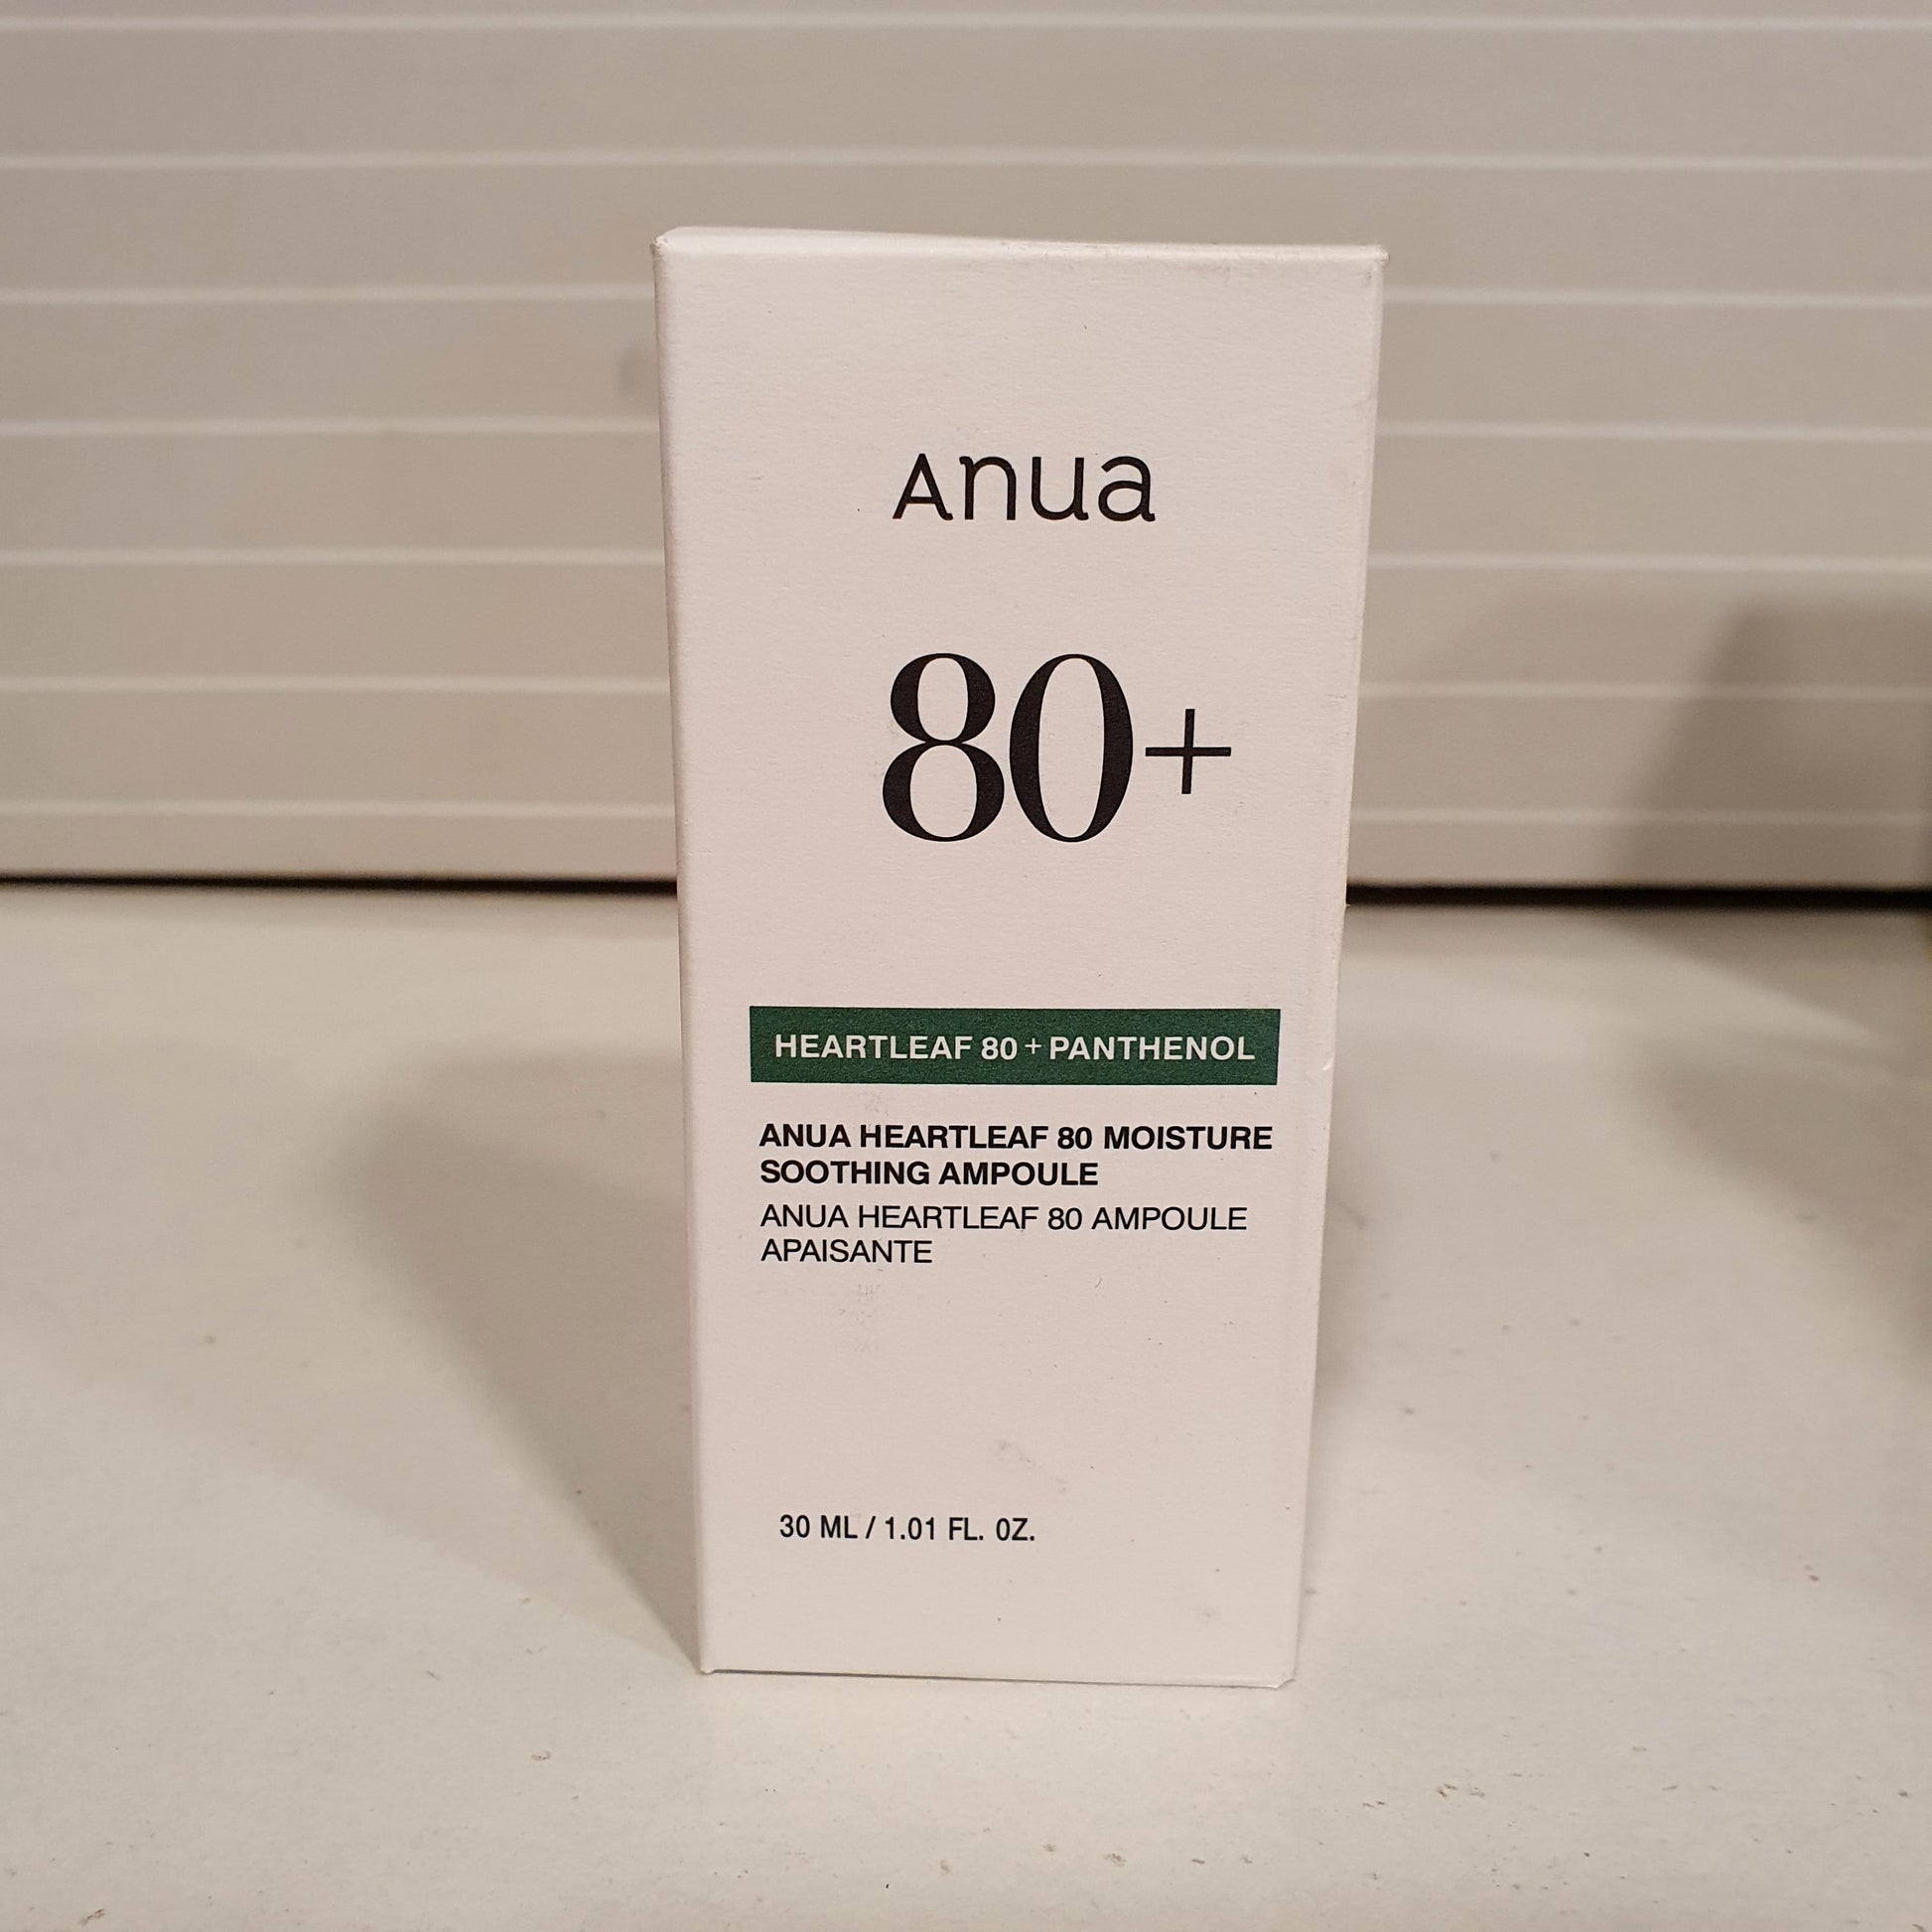 Anua
80+
HEARTLEAF 80 + PANTHENOL
ANUA HEARTLEAF 80 MOISTURE
SOOTHING AMPOULE
ANUA HEARTLEAF 80 AMPOULE
APAISANTE
30 ML / 1.01 FL. 0Z.